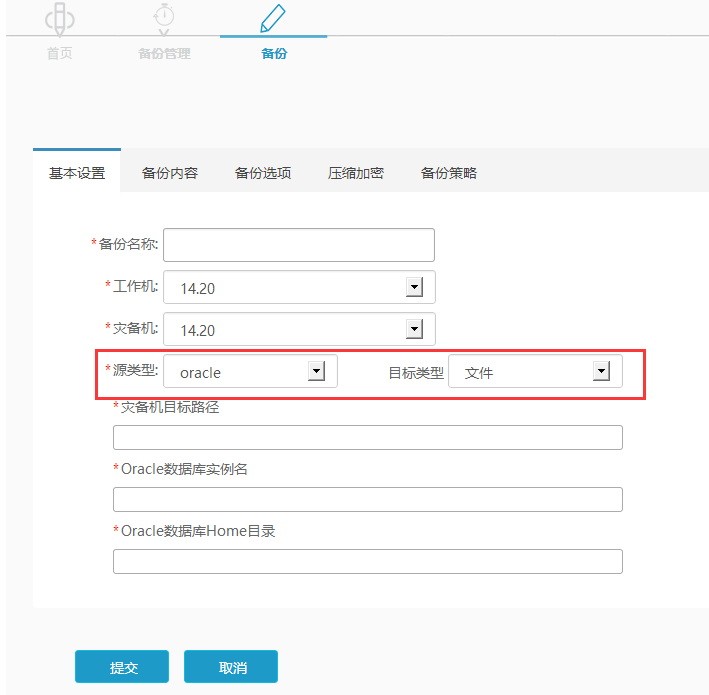 首页 备份管理 备份
基本设置 备份内容 备份选项 压缩加密 备份策略
*备份名称:
*工作机: 14.20
*灾备机: 14.20
*源类型: oracle 目标类型 文件
*灾备机目标路径
*Oracle数据库实例名
*Oracle数据库Home目录
提交 取消